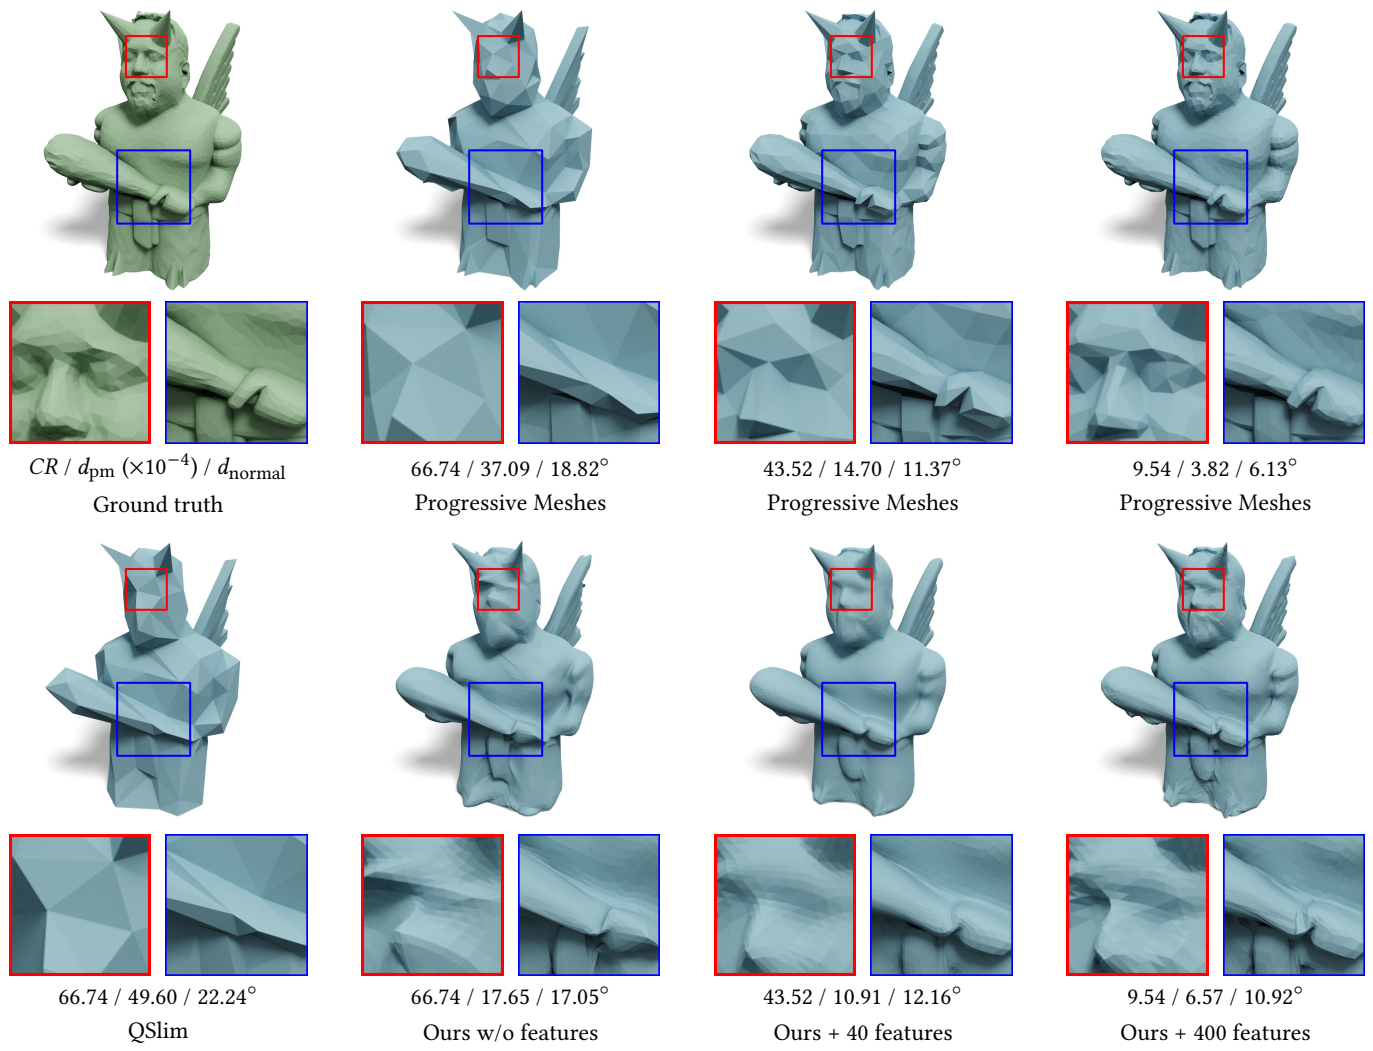 CR / d_pm (×10⁻⁴) / d_normal
66.74 / 37.09 / 18.82°
43.52 / 14.70 / 11.37°
9.54 / 3.82 / 6.13°
Ground truth
Progressive Meshes
Progressive Meshes
Progressive Meshes
66.74 / 49.60 / 22.24°
66.74 / 17.65 / 17.05°
43.52 / 10.91 / 12.16°
9.54 / 6.57 / 10.92°
QSlim
Ours w/o features
Ours + 40 features
Ours + 400 features